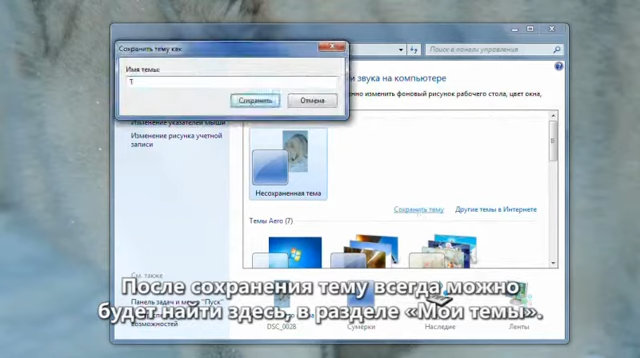 Сохранить тему как
Имя темы:
Т
Сохранить
Отмена
Поиск в панели управления
и звука на компьютере
енно изменить фоновый рисунок рабочего стола, цвет окна,
Изменение указателей мыши
Изменение рисунка учетной
записи
Несохраненная тема
Сохранить тему
Другие темы в Интернете
Темы Aero (7)
См. также
После сохранения тему всегда можно
будет найти здесь, в разделе «Мои темы».
Панель задач и меню "Пуск"
возможностей
DSC_0028
Сумерки
Наследие
Ленты